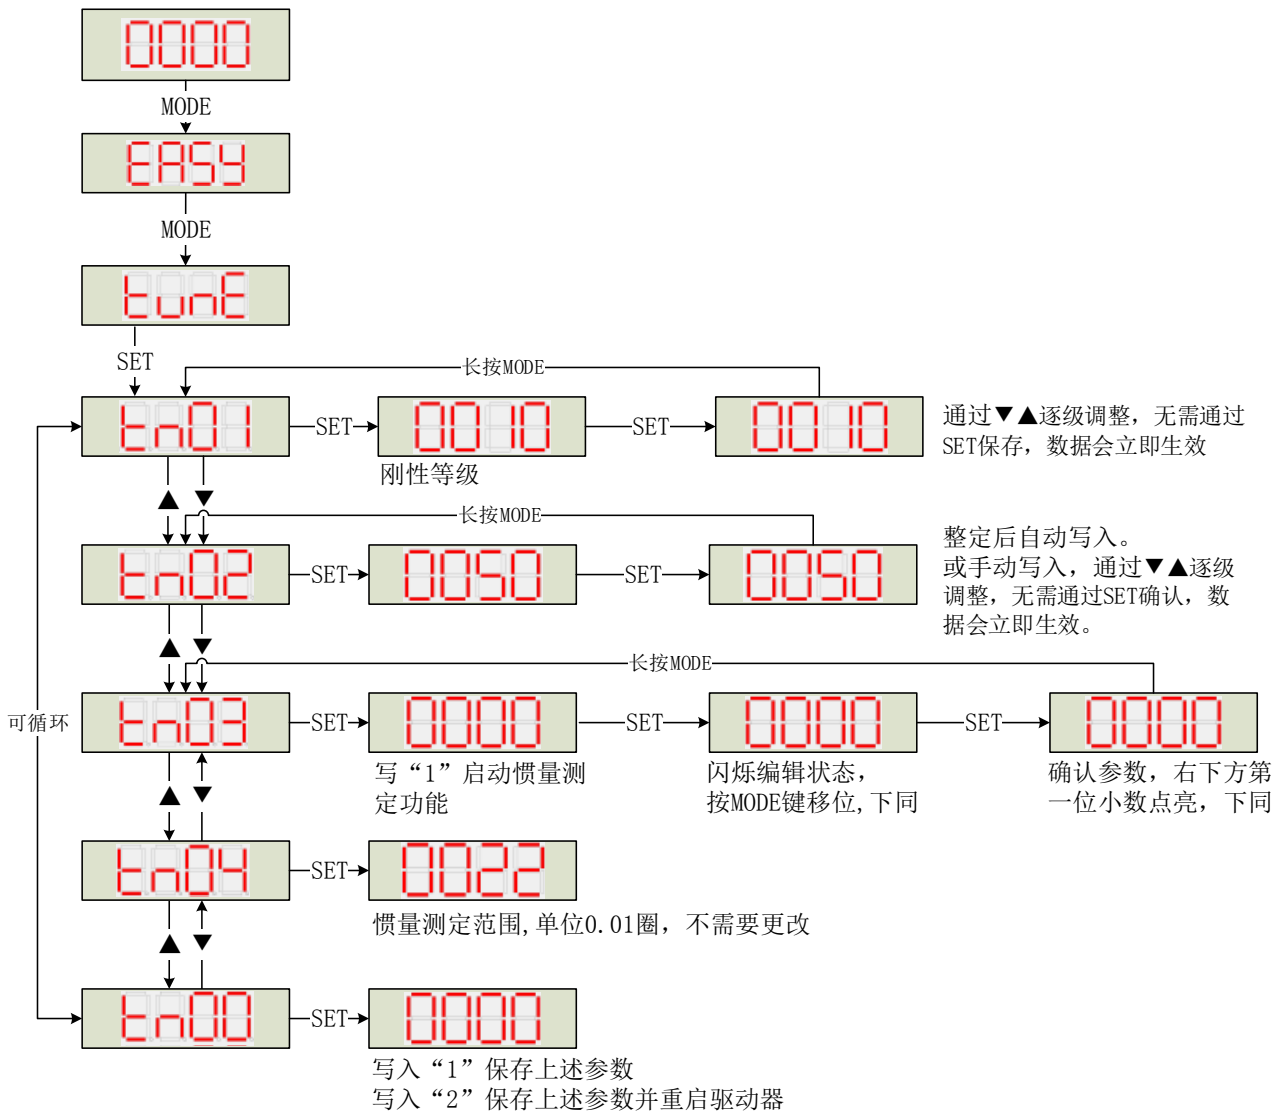 0000
MODE
EASY
MODE
tunE
SET
长按MODE
tn01
SET
0010
SET
0010
刚性等级
通过▼▲逐级调整，无需通过
SET保存，数据会立即生效
▲ ▼
长按MODE
tn02
SET
0050
SET
0050
整定后自动写入。
或手动写入，通过▼▲逐级
调整，无需通过SET确认，数
据会立即生效。
▲ ▼
长按MODE
可循环
tn03
SET
0000
SET
0000
SET
0000
写“1”启动惯量测
定功能
闪烁编辑状态，
按MODE键移位,下同
确认参数，右下方第
一位小数点亮，下同
▲ ▼
tn04
SET
0022
惯量测定范围,单位0.01圈，不需要更改
▲ ▼
tn00
SET
0000
写入“1”保存上述参数
写入“2”保存上述参数并重启驱动器